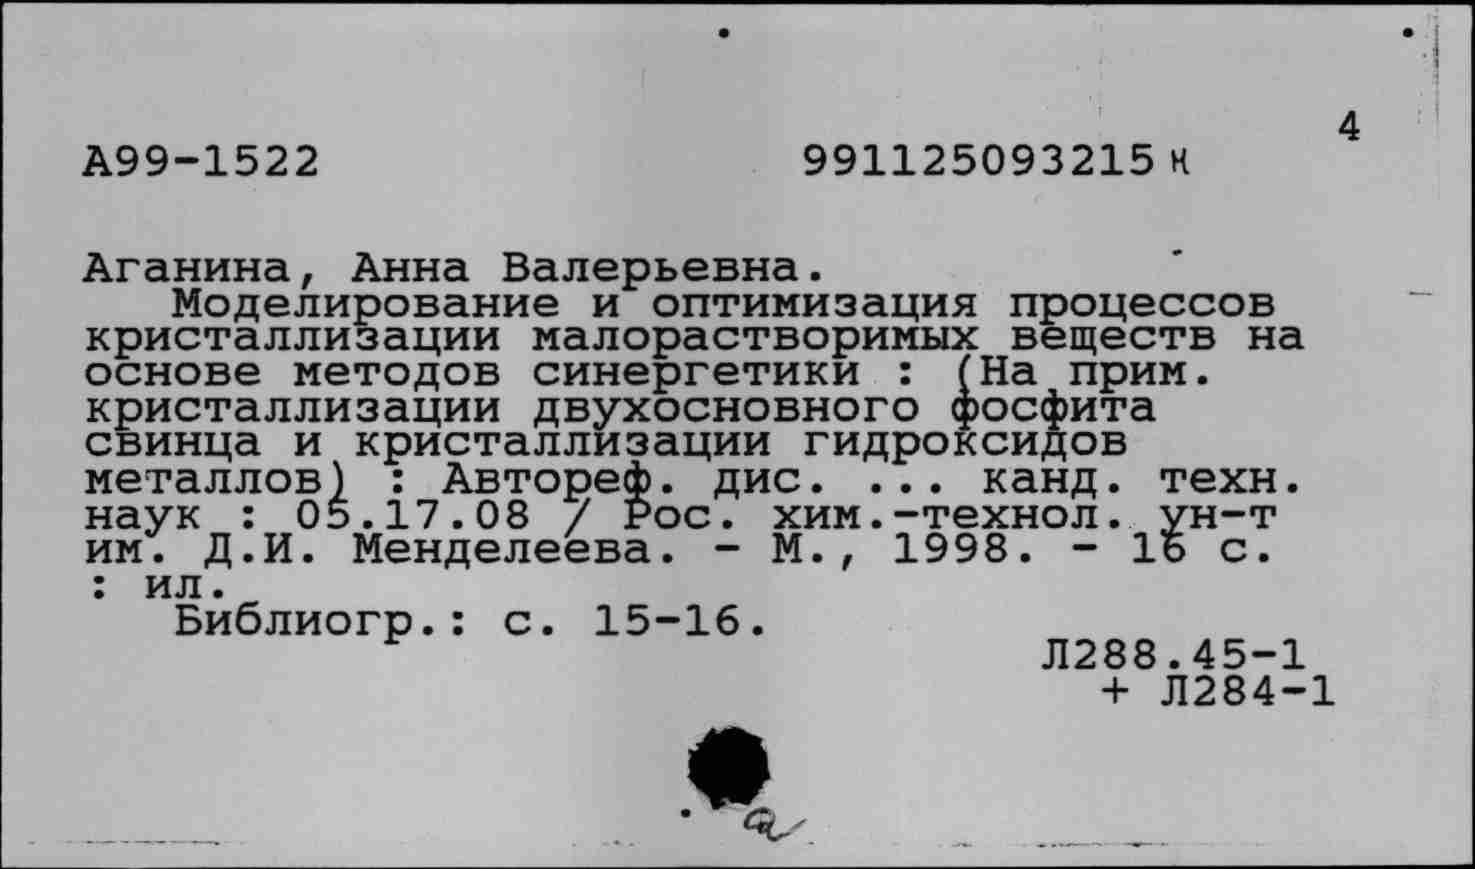 4
А99-1522 991125093215 н
Аганина, Анна Валерьевна.
Моделирование и оптимизация процессов
кристаллизации малорастворимых веществ на
основе методов синергетики : (На прим.
кристаллизации двухосновного фосфита
свинца и кристаллизации гидроксидов
металлов) : Автореф. дис. ... канд. техн.
наук : 05.17.08 / Рос. хим.-технол. ун-т
им. Д.И. Менделеева. - М., 1998. - 16 с.
: ил.
Библиогр.: с. 15-16.
Л288.45-1
+ Л284-1